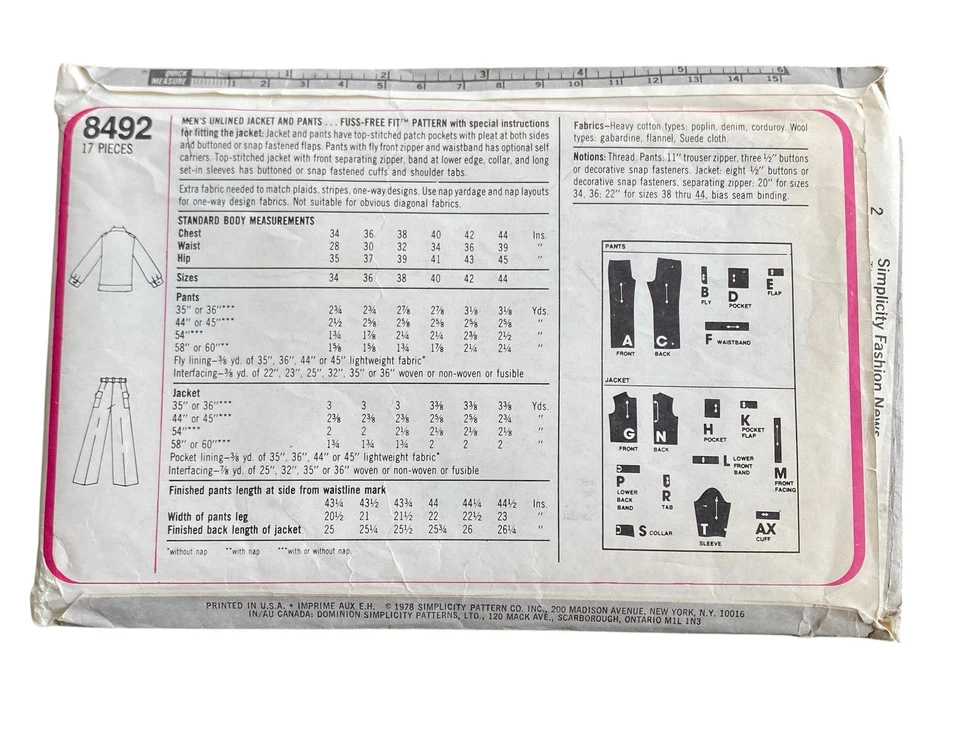 QUICK MEASURE 1 2 3 4 5 6
1 2 3 4 5 6 7 8 9 10 11 12 13 14 15
8492
17 PIECES
MEN'S UNLINED JACKET AND PANTS . . . FUSS-FREE FIT™ PATTERN with special instructions
for fitting the jacket: Jacket and pants have top-stitched patch pockets with pleat at both sides
and buttoned or snap fastened flaps. Pants with fly front zipper and waistband has optional self
carriers. Top-stitched jacket with front separating zipper, band at lower edge, collar, and long
set-in sleeves has buttoned or snap fastened cuffs and shoulder tabs.
Extra fabric needed to match plaids, stripes, one-way designs. Use nap yardage and nap layouts
for one-way design fabrics. Not suitable for obvious diagonal fabrics.
STANDARD BODY MEASUREMENTS
Chest 34 36 38 40 42 44 Ins.
Waist 28 30 32 34 36 39 "
Hip 35 37 39 41 43 45 "
Sizes 34 36 38 40 42 44
Pants
35" or 36"*** 2¾ 2¾ 2⅞ 2⅞ 3⅛ 3⅛ Yds.
44" or 45"*** 2½ 2⅝ 2⅝ 2⅝ 2⅝ 2⅝ "
54"*** 1¾ 1⅞ 2¼ 2¼ 2⅜ 2½ "
58" or 60"** 1⅝ 1⅝ 1¾ 1⅞ 2¼ 2¼ "
Fly lining–⅜ yd. of 35", 36", 44" or 45" lightweight fabric*
Interfacing–⅜ yd. of 22", 23", 25", 32", 35" or 36" woven or non-woven or fusible
Jacket
35" or 36"*** 3 3 3 3⅜ 3⅜ 3⅜ Yds.
44" or 45"*** 2⅜ 2⅜ 2⅜ 2⅝ 2⅝ 2¾ "
54"*** 2 2 2⅛ 2⅛ 2⅛ 2⅛ "
58" or 60"*** 1¾ 1¾ 1¾ 2 2 2 "
Pocket lining–⅜ yd. of 35", 36", 44" or 45" lightweight fabric*
Interfacing–⅞ yd. of 25", 32", 35" or 36" woven or non-woven or fusible
Finished pants length at side from waistline mark
43¼ 43½ 43¾ 44 44¼ 44½ Ins.
Width of pants leg 20½ 21 21½ 22 22½ 23 "
Finished back length of jacket 25 25¼ 25½ 25¾ 26 26¼ "
*without nap **with nap ***with or without nap.
Fabrics–Heavy cotton types: poplin, denim, corduroy. Wool
types: gabardine, flannel, Suede cloth.
Notions: Thread. Pants: 11" trouser zipper, three ½" buttons
or decorative snap fasteners. Jacket: eight ½" buttons or
decorative snap fasteners, separating zipper: 20" for sizes
34, 36; 22" for sizes 38 thru 44, bias seam binding.
PANTS
A
FRONT
C
BACK
B
FLY
D
POCKET
E
FLAP
F WAISTBAND
JACKET
G
FRONT
N
BACK
H
POCKET
K
POCKET
FLAP
L LOWER
FRONT
BAND
M
FRONT
FACING
P
LOWER
BACK
BAND
R
TAB
S COLLAR
T
SLEEVE
AX
CUFF
2
Simplicity Fashion News
PRINTED IN U.S.A. • IMPRIME AUX E.H. © 1978 SIMPLICITY PATTERN CO. INC., 200 MADISON AVENUE, NEW YORK, N.Y. 10016
IN/AU CANADA: DOMINION SIMPLICITY PATTERNS, LTD., 120 MACK AVE., SCARBOROUGH, ONTARIO M1L 1N3